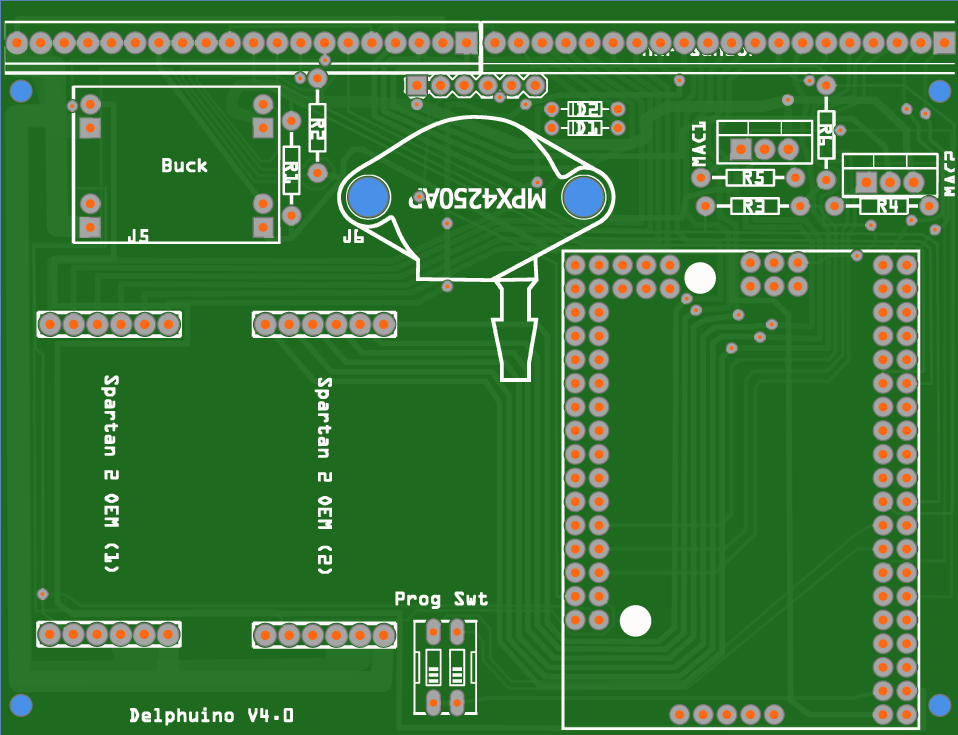 D2
D1
R2
MAC1
R5
MAC2
Buck
R1
R5
MPX4250AP
R3
R4
J5
J6
Spartan 2 OEM (1)
Spartan 2 OEM (2)
Prog Swt
Delphuino V4.0